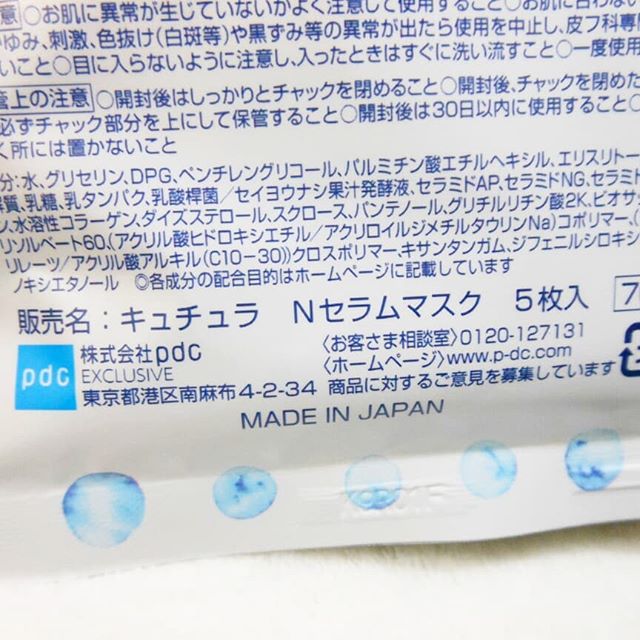 意○お肌に異常が生じていないかよく注意して使用すること○お肌に合わない
かゆみ、刺激、色抜け(白斑等)や黒ずみ等の異常が出たら使用を中止し、皮フ科専
ないこと○目に入らないように注意し、入ったときはすぐに洗い流すこと○一度使用
管上の注意 ○開封後はしっかりとチャックを閉めること○開封後、チャックを閉めた
必ずチャック部分を上にして保管すること○開封後は30日以内に使用すること
く所には置かないこと
分:水、グリセリン、DPG、ペンチレングリコール、パルミチン酸エチルヘキシル、エリスリトー
質、乳糖、乳タンパク、乳酸桿菌/セイヨウナシ果汁発酵液、セラミドAP、セラミドNG、セラミド
ン、水溶性コラーゲン、ダイズステロール、スクロース、パンテノール、グリチルリチン酸2K、ビオサ
リソルベート60、(アクリル酸ヒドロキシエチル/アクリロイルジメチルタウリンNa)コポリマー、(
リレーツ/アクリル酸アルキル(C10-30))クロスポリマー、キサンタンガム、ジフェニルシロキシ
ノキシエタノール ◎各成分の配合目的はホームページに記載しています
販売名:キュチュラ Nセラムマスク 5枚入 7
pdc 株式会社pdc 〈お客さま相談室〉0120-127131
EXCLUSIVE 〈ホームページ〉www.p-dc.com
東京都港区南麻布4-2-34 商品に対するご意見を募集しています
MADE IN JAPAN